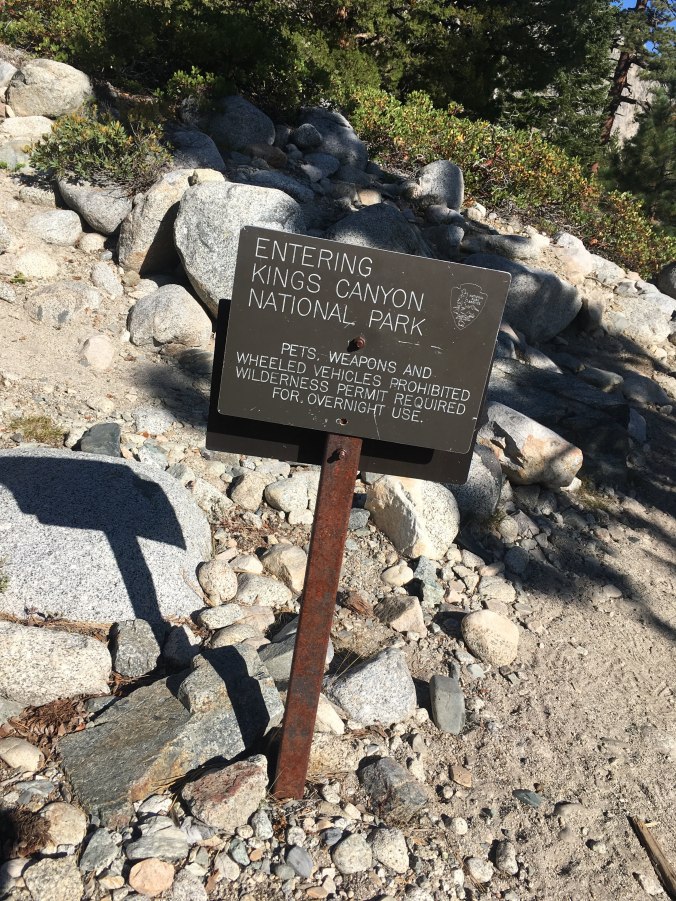 ENTERING
KINGS CANYON
NATIONAL PARK
PETS, WEAPONS AND
WHEELED VEHICLES PROHIBITED
WILDERNESS PERMIT REQUIRED
FOR OVERNIGHT USE.